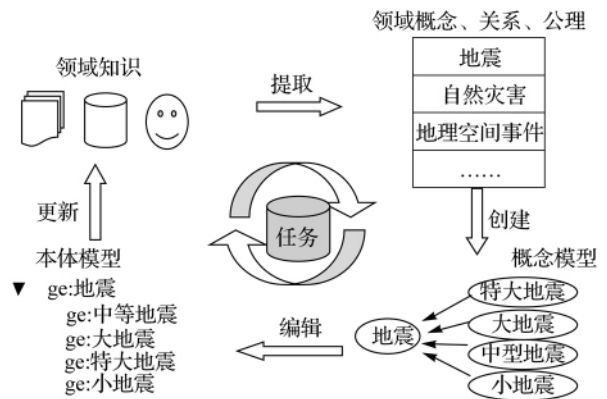 领域概念、关系、公理
领域知识
提取
地震
自然灾害
地理空间事件
……
更新
任务
创建
本体模型
概念模型
▼ ge:地震
ge:中等地震
ge:大地震
ge:特大地震
ge:小地震
编辑
地震
特大地震
大地震
中型地震
小地震